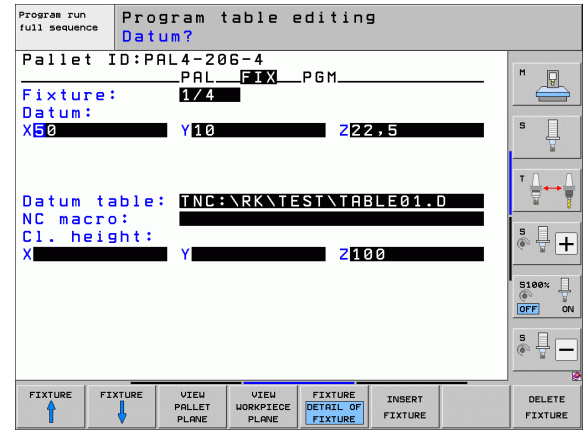 Program run
full sequence
Program table editing
Datum?
Pallet ID:PAL4-206-4
PAL FIX PGM
Fixture: 1/4
Datum:
X50 Y10 Z22,5
Datum table: TNC:\RK\TEST\TABLE01.D
NC macro:
Cl. height:
X Y Z100
M
S
T
S +
S100%
OFF ON
S −
FIXTURE
FIXTURE
VIEW
PALLET
PLANE
VIEW
WORKPIECE
PLANE
FIXTURE
DETAIL OF
FIXTURE
INSERT
FIXTURE
DELETE
FIXTURE